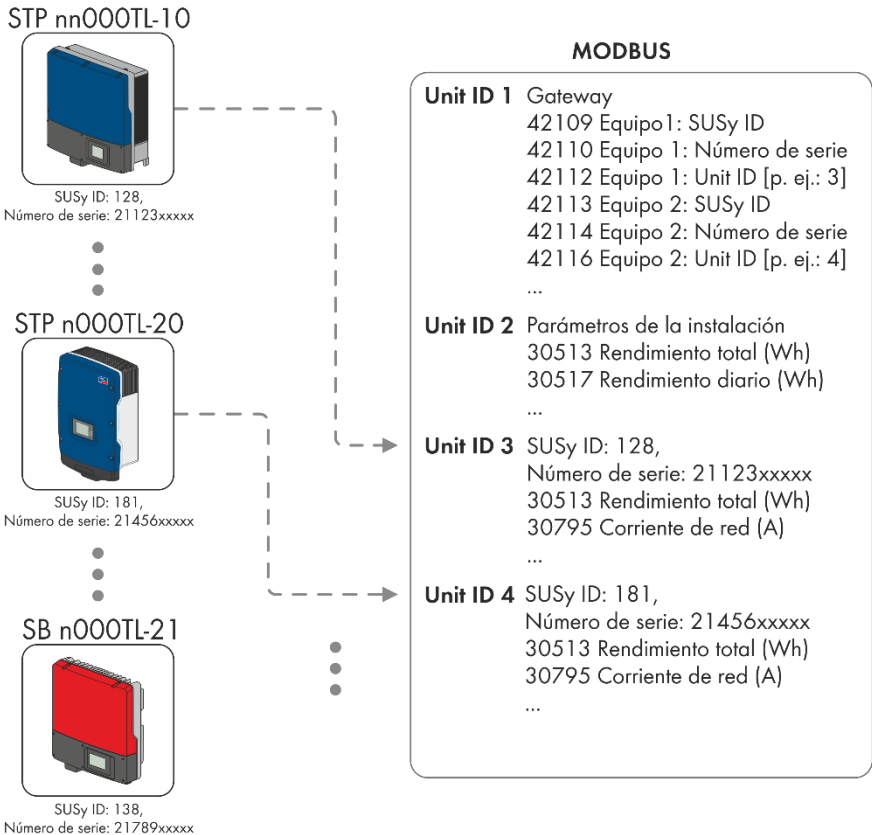 STP nn000TL-10
SUSy ID: 128,
Número de serie: 21123xxxxx
STP n000TL-20
SUSy ID: 181,
Número de serie: 21456xxxxx
SB n000TL-21
SUSy ID: 138,
Número de serie: 21789xxxxx
MODBUS
Unit ID 1 Gateway
42109 Equipo1: SUSy ID
42110 Equipo 1: Número de serie
42112 Equipo 1: Unit ID [p. ej.: 3]
42113 Equipo 2: SUSy ID
42114 Equipo 2: Número de serie
42116 Equipo 2: Unit ID [p. ej.: 4]
...
Unit ID 2 Parámetros de la instalación
30513 Rendimiento total (Wh)
30517 Rendimiento diario (Wh)
...
Unit ID 3 SUSy ID: 128,
Número de serie: 21123xxxxx
30513 Rendimiento total (Wh)
30795 Corriente de red (A)
...
Unit ID 4 SUSy ID: 181,
Número de serie: 21456xxxxx
30513 Rendimiento total (Wh)
30795 Corriente de red (A)
...